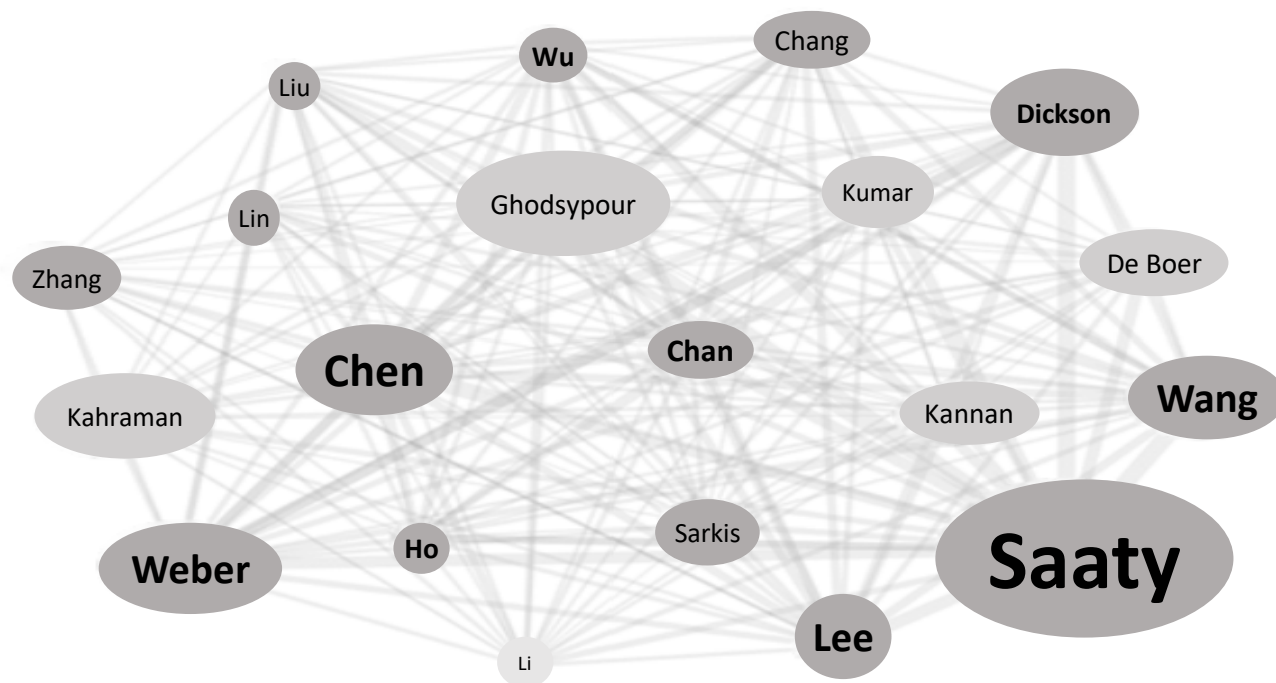 Chang
Wu
Liu
Dickson
Kumar
Ghodsypour
Lin
De Boer
Zhang
Chan
Chen
Wang
Kannan
Kahraman
Sarkis
Ho
Saaty
Weber
Lee
Li